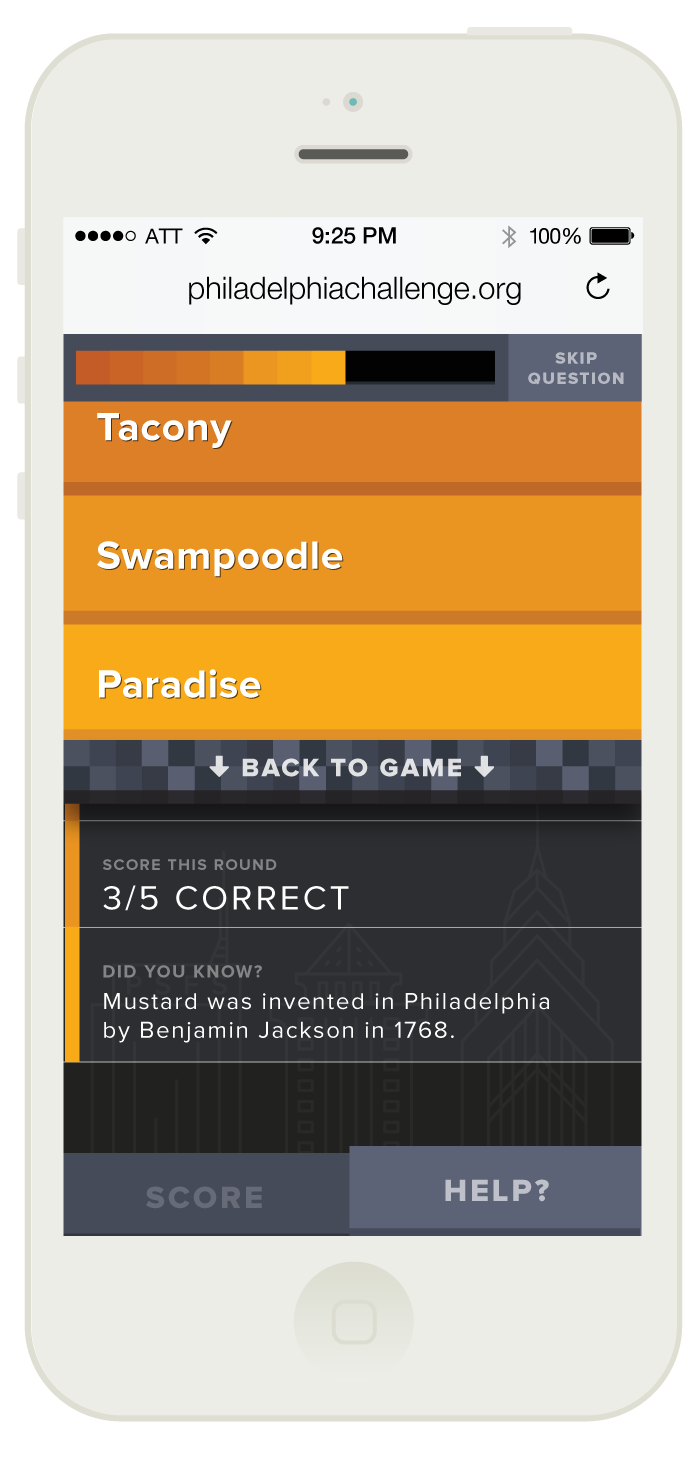 ATT 9:25 PM 100%
philadelphiachallenge.org
SKIP
QUESTION
Tacony
Swampoodle
Paradise
BACK TO GAME
SCORE THIS ROUND
3/5 CORRECT
DID YOU KNOW?
PSFS
Mustard was invented in Philadelphia
by Benjamin Jackson in 1768.
SCORE
HELP?